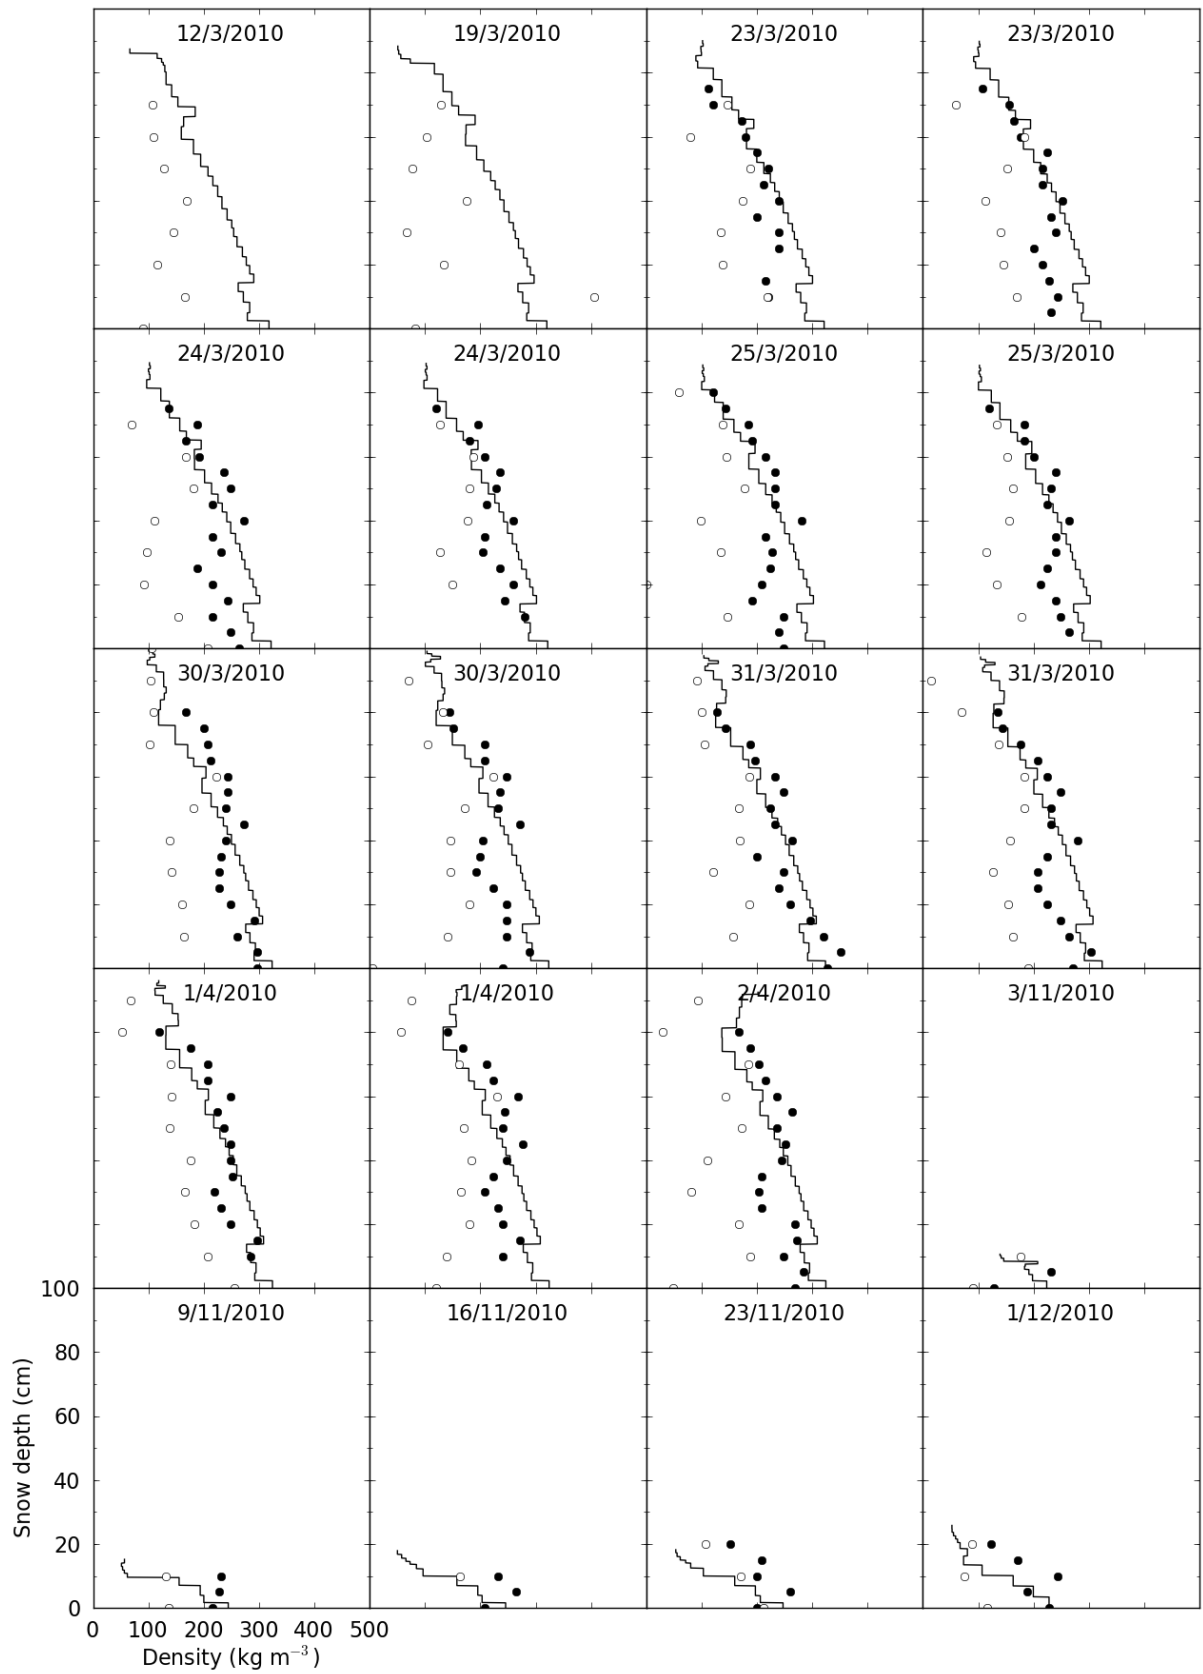 12/3/2010 19/3/2010 23/3/2010 23/3/2010
24/3/2010 24/3/2010 25/3/2010 25/3/2010
30/3/2010 30/3/2010 31/3/2010 31/3/2010
1/4/2010 1/4/2010 2/4/2010 3/11/2010
100
9/11/2010 16/11/2010 23/11/2010 1/12/2010
80
60
40
20
0
Snow depth (cm)
0 100 200 300 400 500
Density (kg m⁻³)